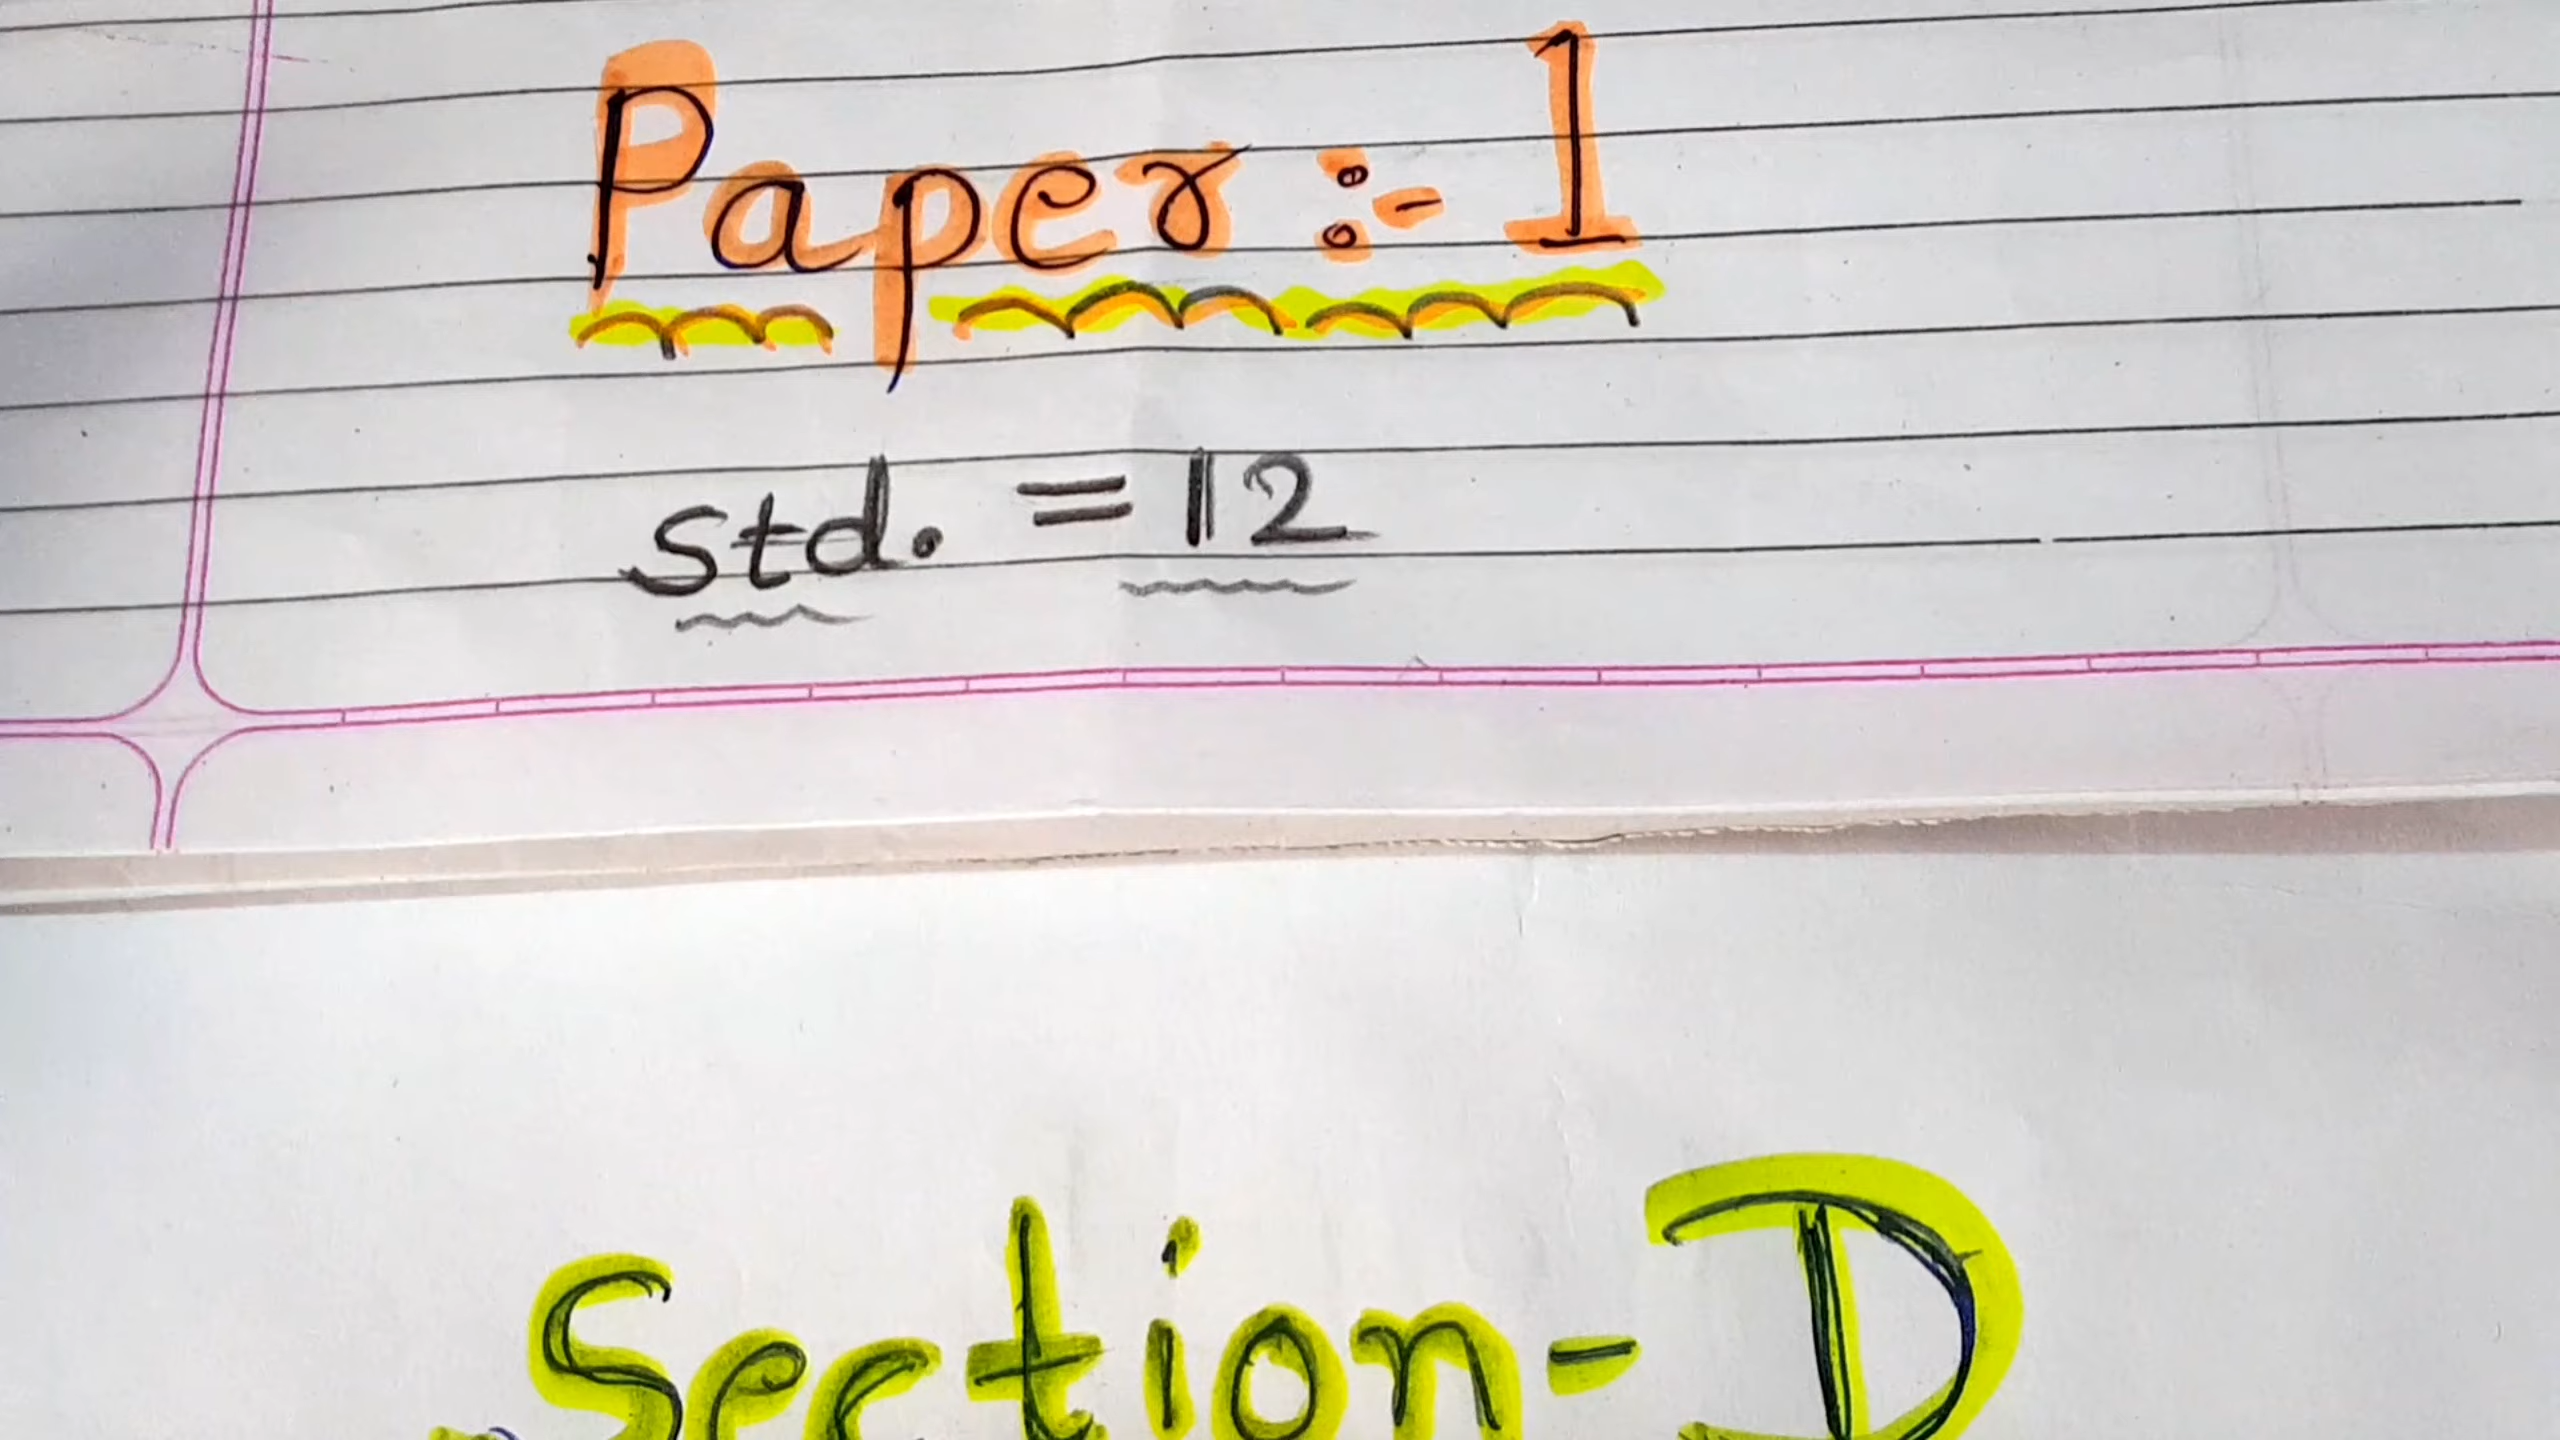 Paper :- 1
std. = 12
Section-D